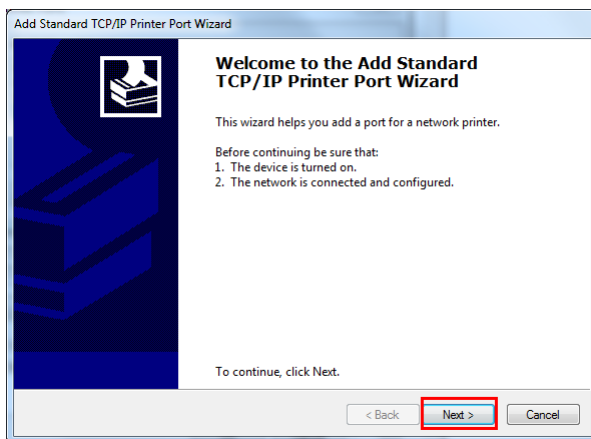 Add Standard TCP/IP Printer Port Wizard
Welcome to the Add Standard
TCP/IP Printer Port Wizard
This wizard helps you add a port for a network printer.
Before continuing be sure that:
1. The device is turned on.
2. The network is connected and configured.
To continue, click Next.
< Back
Next >
Cancel